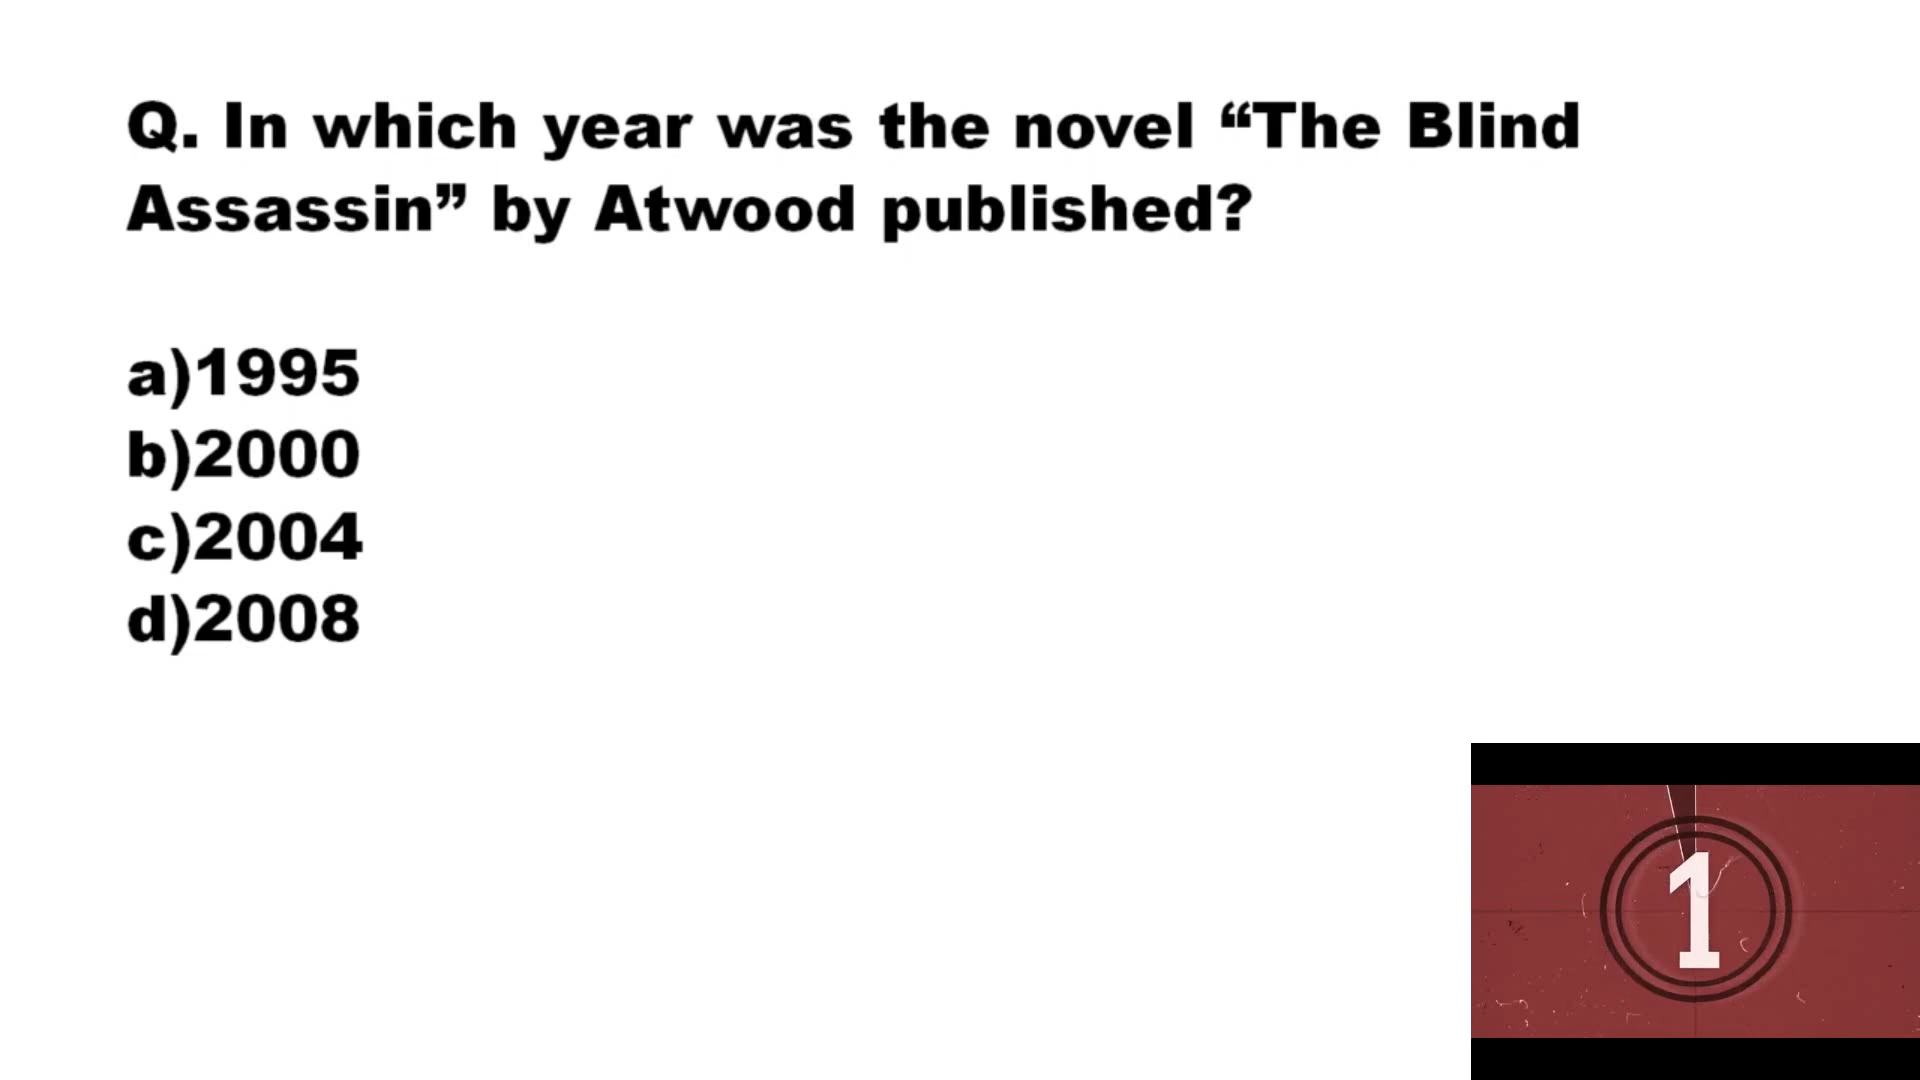 Q. In which year was the novel “The Blind
Assassin” by Atwood published?
a)1995
b)2000
c)2004
d)2008
1